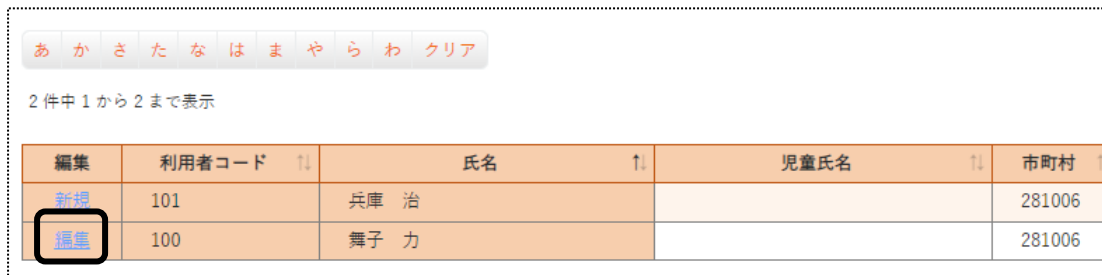 あ か さ た な は ま や ら わ クリア
2 件中 1 から 2 まで表示
編集 利用者コード 氏名 児童氏名 市町村
新規 101 兵庫 治 281006
編集 100 舞子 力 281006